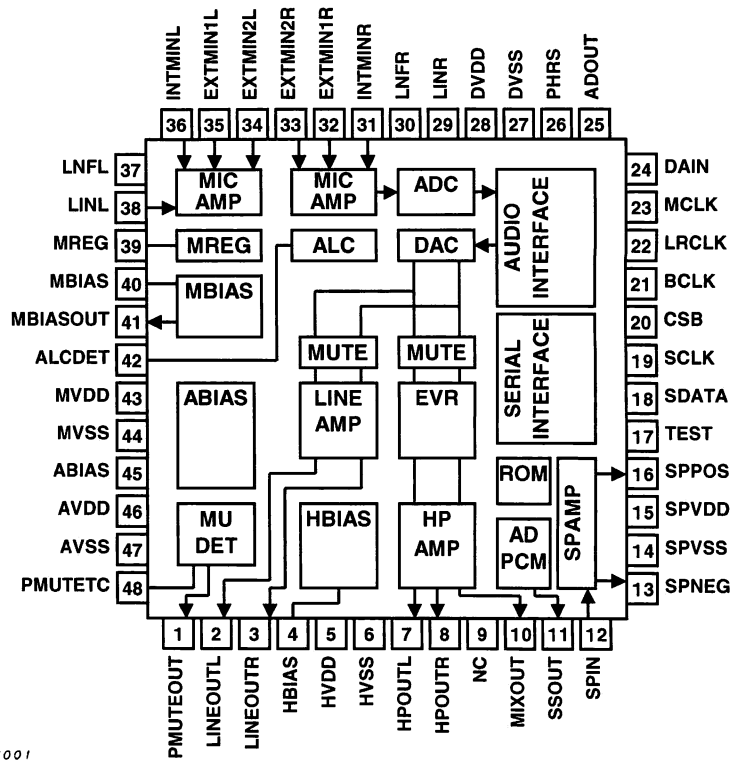 INTMINL
EXTMIN1L
EXTMIN2L
EXTMIN2R
EXTMIN1R
INTMINR
LNFR
LINR
DVDD
DVSS
PHRS
ADOUT
36 35 34 33 32 31 30 29 28 27 26 25
LNFL 37
LINL 38
MREG 39
MBIAS 40
MBIASOUT 41
ALCDET 42
MVDD 43
MVSS 44
ABIAS 45
AVDD 46
AVSS 47
PMUTETC 48
MIC
AMP
MIC
AMP
ADC
MREG
ALC
DAC
MBIAS
AUDIO
INTERFACE
MUTE
MUTE
SERIAL
INTERFACE
ABIAS
LINE
AMP
EVR
ROM
SPAMP
MU
DET
HBIAS
HP
AMP
AD
PCM
24 DAIN
23 MCLK
22 LRCLK
21 BCLK
20 CSB
19 SCLK
18 SDATA
17 TEST
16 SPPOS
15 SPVDD
14 SPVSS
13 SPNEG
1 2 3 4 5 6 7 8 9 10 11 12
PMUTEOUT
LINEOUTL
LINEOUTR
HBIAS
HVDD
HVSS
HPOUTL
HPOUTR
NC
MIXOUT
SSOUT
SPIN